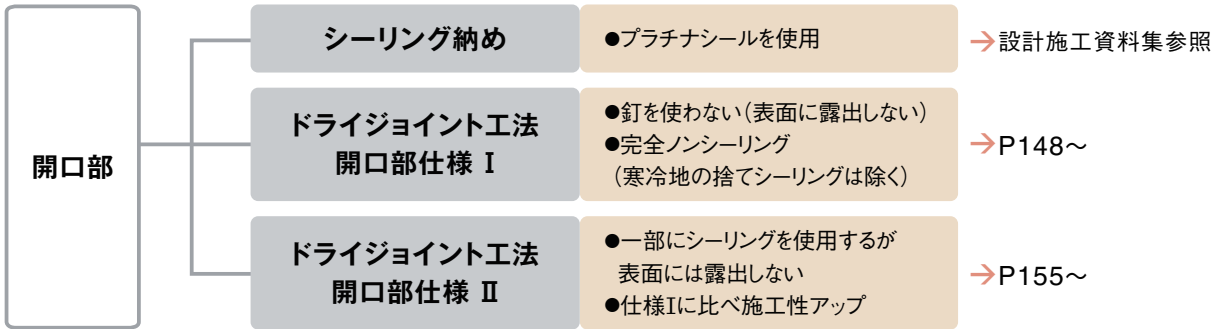 開口部
シーリング納め
●プラチナシールを使用
→設計施工資料集参照
ドライジョイント工法
開口部仕様 Ⅰ
●釘を使わない(表面に露出しない)
●完全ノンシーリング
(寒冷地の捨てシーリングは除く)
→P148～
ドライジョイント工法
開口部仕様 Ⅱ
●一部にシーリングを使用するが
表面には露出しない
●仕様Ⅰに比べ施工性アップ
→P155～